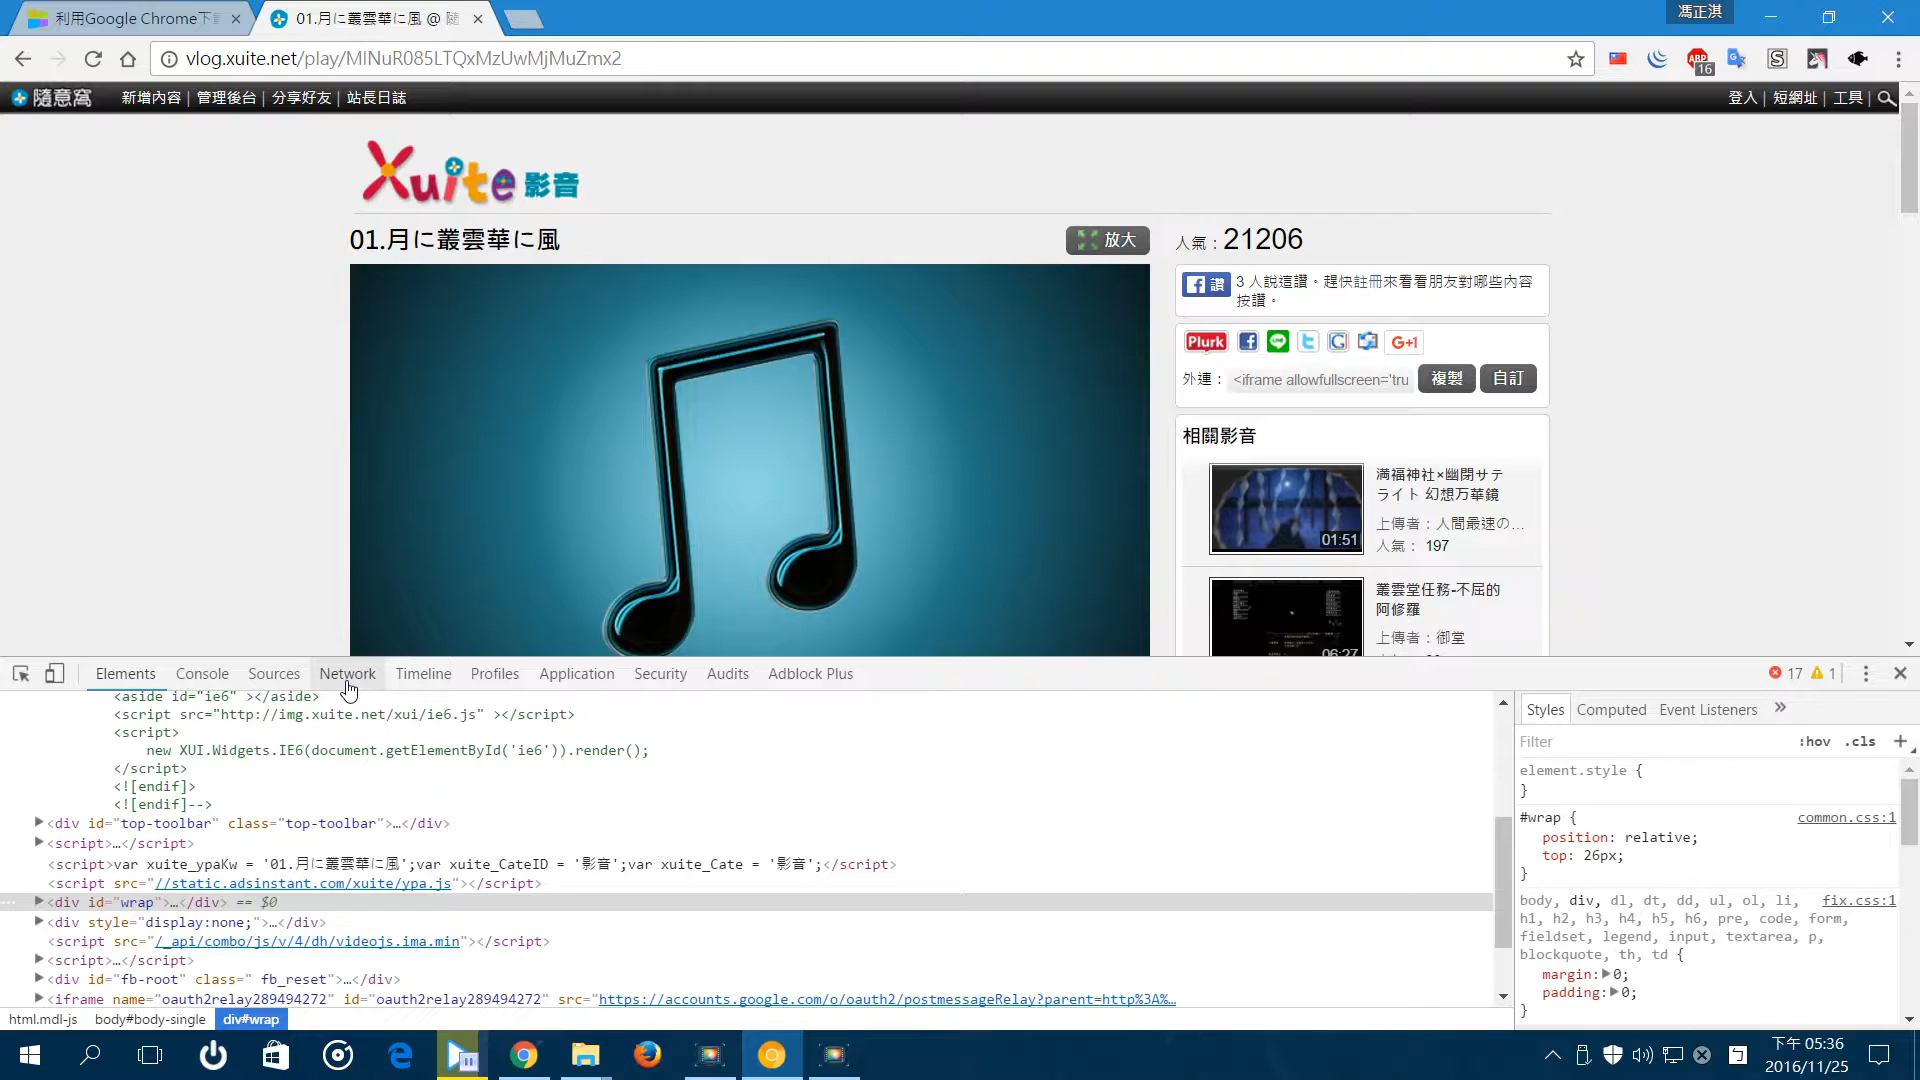 利用Google Chrome下
01.月に叢雲華に風 @ 隨
馮正淇
vlog.xuite.net/play/MlNuR085LTQxMzUwMjMuZmx2
ABP
16
S
隨意窩
新增內容 | 管理後台 | 分享好友 | 站長日誌
登入 | 短網址 | 工具 |
Xuite 影音
01.月に叢雲華に風
放大
人氣：21206
讚
3 人說這讚。趕快註冊來看看朋友對哪些內容
按讚。
Plurk
G+1
外連：
<iframe allowfullscreen='tru
複製
自訂
相關影音
満福神社×幽閉サテ
ライト 幻想万華鏡
上傳者：人間最速の...
人氣： 197
01:51
叢雲堂任務-不屈的
阿修羅
上傳者：御堂
06:27
Elements
Console
Sources
Network
Timeline
Profiles
Application
Security
Audits
Adblock Plus
17
1
<aside id="ie6" ></aside>
<script src="http://img.xuite.net/xui/ie6.js" ></script>
<script>
new XUI.Widgets.IE6(document.getElementById('ie6')).render();
</script>
<![endif]>
<![endif]-->
<div id="top-toolbar" class="top-toolbar">…</div>
<script>…</script>
<script>var xuite_ypaKw = '01.月に叢雲華に風';var xuite_CateID = '影音';var xuite_Cate = '影音';</script>
<script src="//static.adsinstant.com/xuite/ypa.js"></script>
<div id="wrap">…</div> == $0
<div style="display:none;">…</div>
<script src="/_api/combo/js/v/4/dh/videojs.ima.min"></script>
<script>…</script>
<div id="fb-root" class=" fb_reset">…</div>
<iframe name="oauth2relay289494272" id="oauth2relay289494272" src="https://accounts.google.com/o/oauth2/postmessageRelay?parent=http%3A%…
html.mdl-js
body#body-single
div#wrap
Styles
Computed
Event Listeners
Filter
:hov
.cls
element.style {
}
#wrap {
common.css:1
position: relative;
top: 26px;
}
body, div, dl, dt, dd, ul, ol, li,
fix.css:1
h1, h2, h3, h4, h5, h6, pre, code, form,
fieldset, legend, input, textarea, p,
blockquote, th, td {
margin: 0;
padding: 0;
}
下午 05:36
2016/11/25